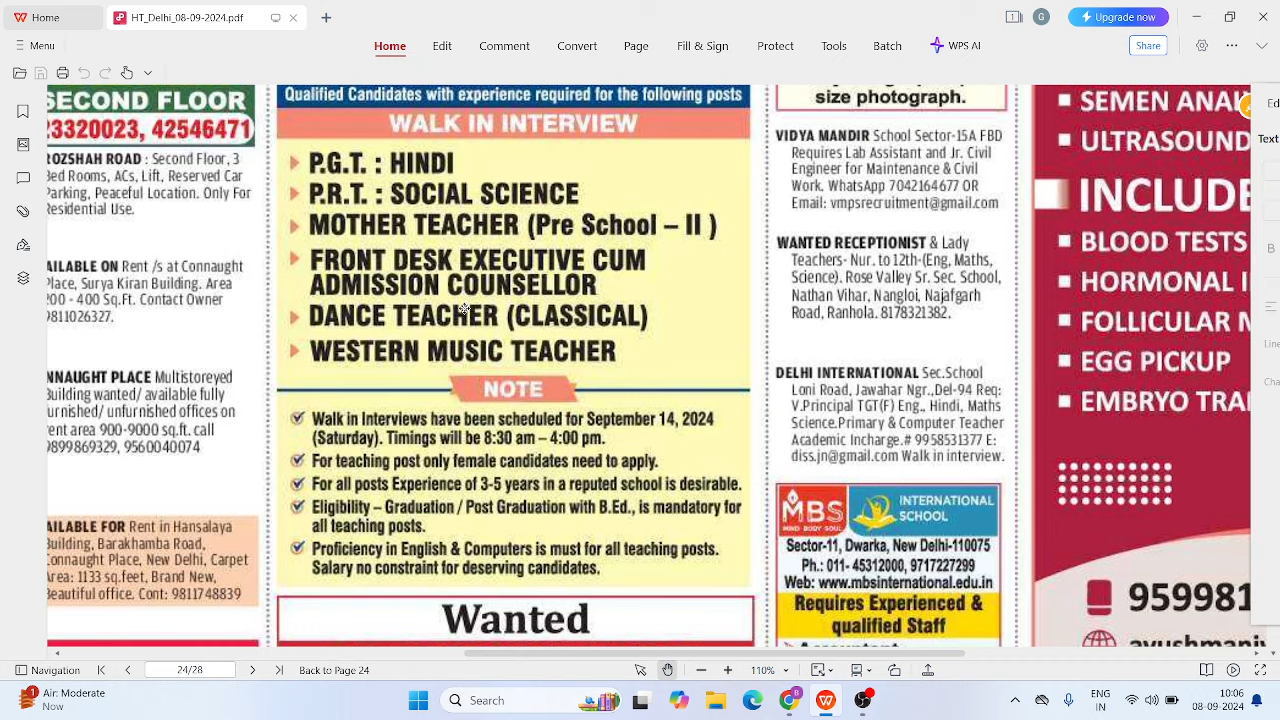 Home
HT_Delhi_08-09-2024.pdf
G
Upgrade now
Menu
Home
Edit
Comment
Convert
Page
Fill & Sign
Protect
Tools
Batch
WPS AI
Share
SECOND FLOOR
23320023, 42546471
ROZSHAH ROAD : Second Floor, 3
Bed Rooms, ACs, Lift, Reserved Car
Parking, Peaceful Location. Only For
Residential Use.
AILABLE ON Rent /s at Connaught
Place, Surya Kiran Building. Area
200 - 400 Sq.Ft. Contact Owner
9811026327.
NNAUGHT PLACE Multistoreyed
building wanted/ available fully
furnished/ unfurnished offices on
rent area 900-9000 sq.ft. call
9899869329, 9560040074
AILABLE FOR Rent in Hansalaya
Building, Barakhamba Road,
Connaught Place, New Delhi, Carpet
Area: 1133 sq.feet, Brand New,
Beautiful office. Cont: 9811748839
Qualified Candidates with experience required for the following posts
WALK IN INTERVIEW
P.G.T. : HINDI
P.R.T. : SOCIAL SCIENCE
MOTHER TEACHER (Pre School – II )
FRONT DESK EXECUTIVE CUM
ADMISSION COUNSELLOR
DANCE TEACHER (CLASSICAL)
WESTERN MUSIC TEACHER
NOTE
Walk in Interviews have been scheduled for September 14, 2024
(Saturday). Timings will be 8:30 am – 4:00 pm.
For teaching post only female candidates need to apply.
For all posts Experience of 3-5 years in a reputed school is desirable.
Eligibility – Graduation / Post Graduation with B.Ed., is mandatory for
all teaching posts.
Proficiency in English & Computers is must for all teaching posts.
Salary no constraint for deserving candidates.
Wanted
size photograph.
VIDYA MANDIR School Sector-15A FBD
Requires Lab Assistant and Jr. Civil
Engineer for Maintenance & Civil
Work. WhatsApp 7042164677 OR
Email: vmpsrecruitment@gmail.com
WANTED RECEPTIONIST & Lady
Teachers- Nur. to 12th-(Eng, Maths,
Science). Rose Valley Sr. Sec. School,
Nathan Vihar, Nangloi, Najafgarh
Road, Ranhola. 8178321382.
DELHI INTERNATIONAL Sec.School
Loni Road, Jawahar Ngr.,Del-94 Req:
V.Principal TGT(F) Eng., Hindi, Maths
Science.Primary & Computer Teacher
Academic Incharge.# 9958531377 E:
diss.jn@gmail.com Walk in interview.
MBS
MIND BODY SOUL
INTERNATIONAL
SCHOOL
Sector-11, Dwarka, New Delhi-110075
Ph.: 011- 45312000, 9717227299
Web: www.mbsinternational.edu.in
Requires Experienced &
qualified Staff
SEMEN ANA
ULTRASOUND
INCLUDE
BLOOD TESTS
HORMONAL I
FOLLICULAR M
EGG PICKUP
EMBRYO TRA
959981
Text
Navigation
24/28
Back to Page 24
110%
Air: Moderate
Now
Search
ENG
IN
10:06
08-09-2024